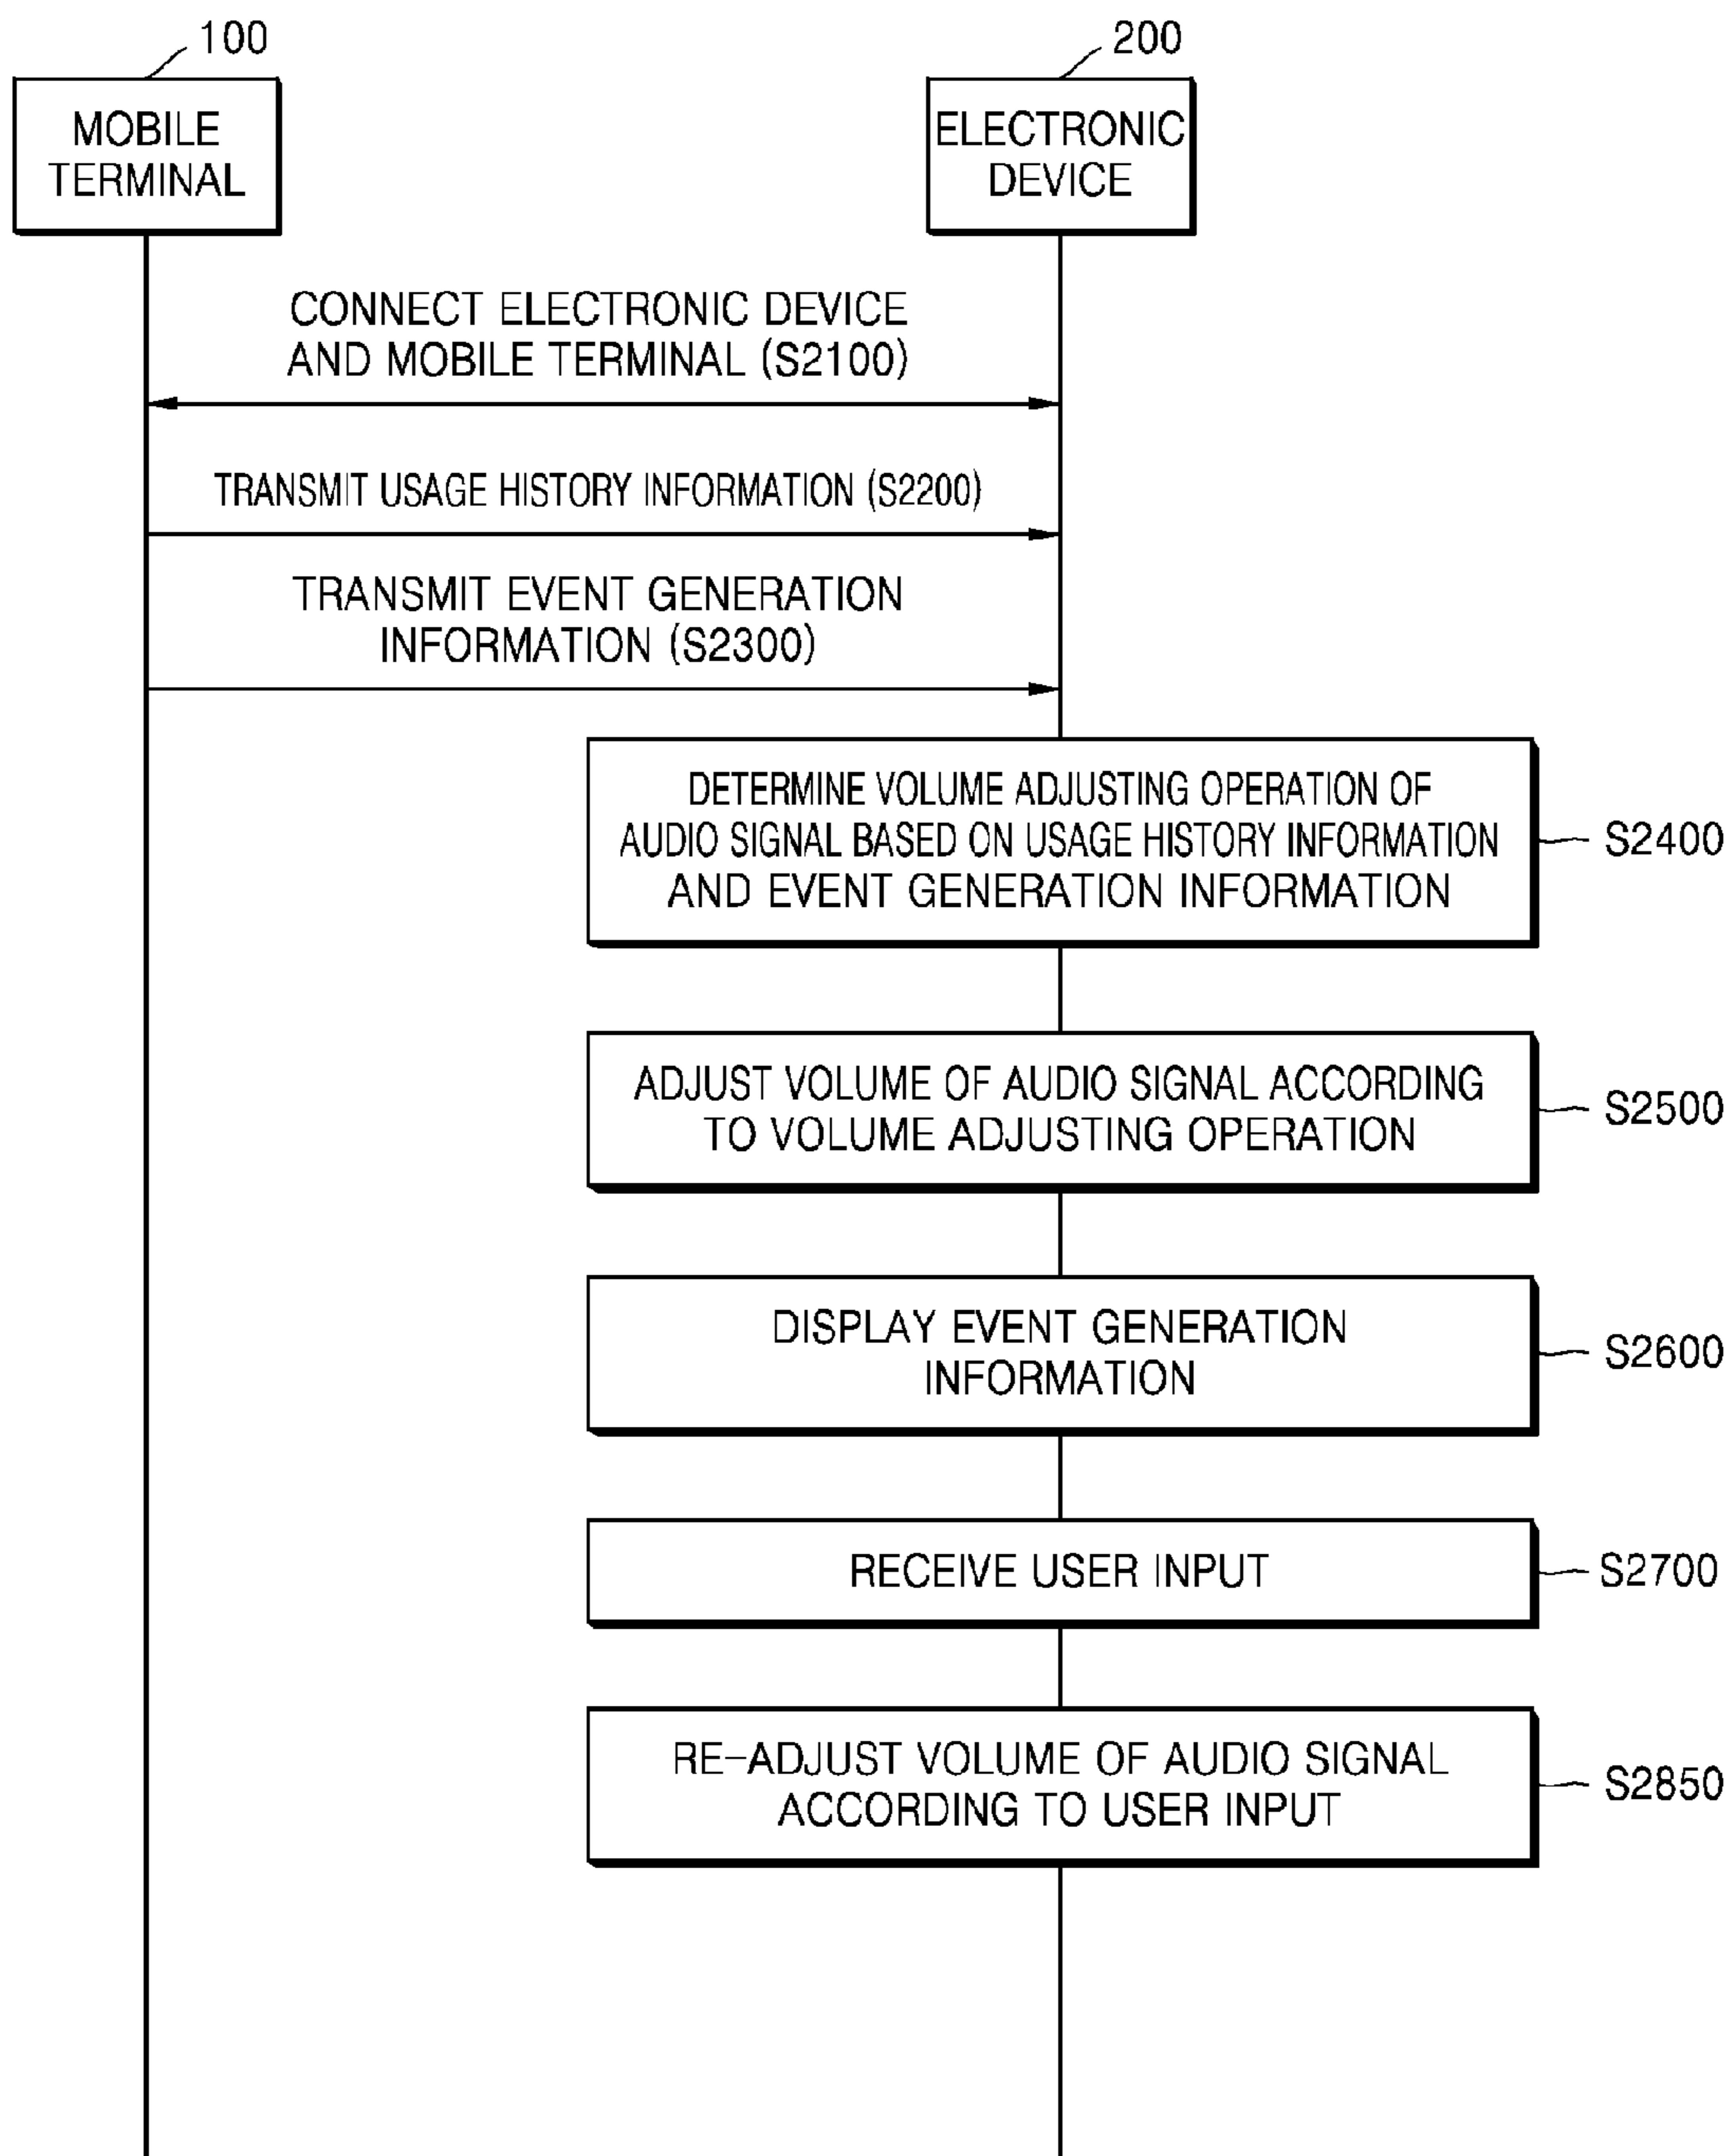 100
200
MOBILE
TERMINAL
ELECTRONIC
DEVICE
CONNECT ELECTRONIC DEVICE
AND MOBILE TERMINAL (S2100)
TRANSMIT USAGE HISTORY INFORMATION (S2200)
TRANSMIT EVENT GENERATION
INFORMATION (S2300)
DETERMINE VOLUME ADJUSTING OPERATION OF
AUDIO SIGNAL BASED ON USAGE HISTORY INFORMATION
AND EVENT GENERATION INFORMATION
S2400
ADJUST VOLUME OF AUDIO SIGNAL ACCORDING
TO VOLUME ADJUSTING OPERATION
S2500
DISPLAY EVENT GENERATION
INFORMATION
S2600
RECEIVE USER INPUT
S2700
RE-ADJUST VOLUME OF AUDIO SIGNAL
ACCORDING TO USER INPUT
S2850